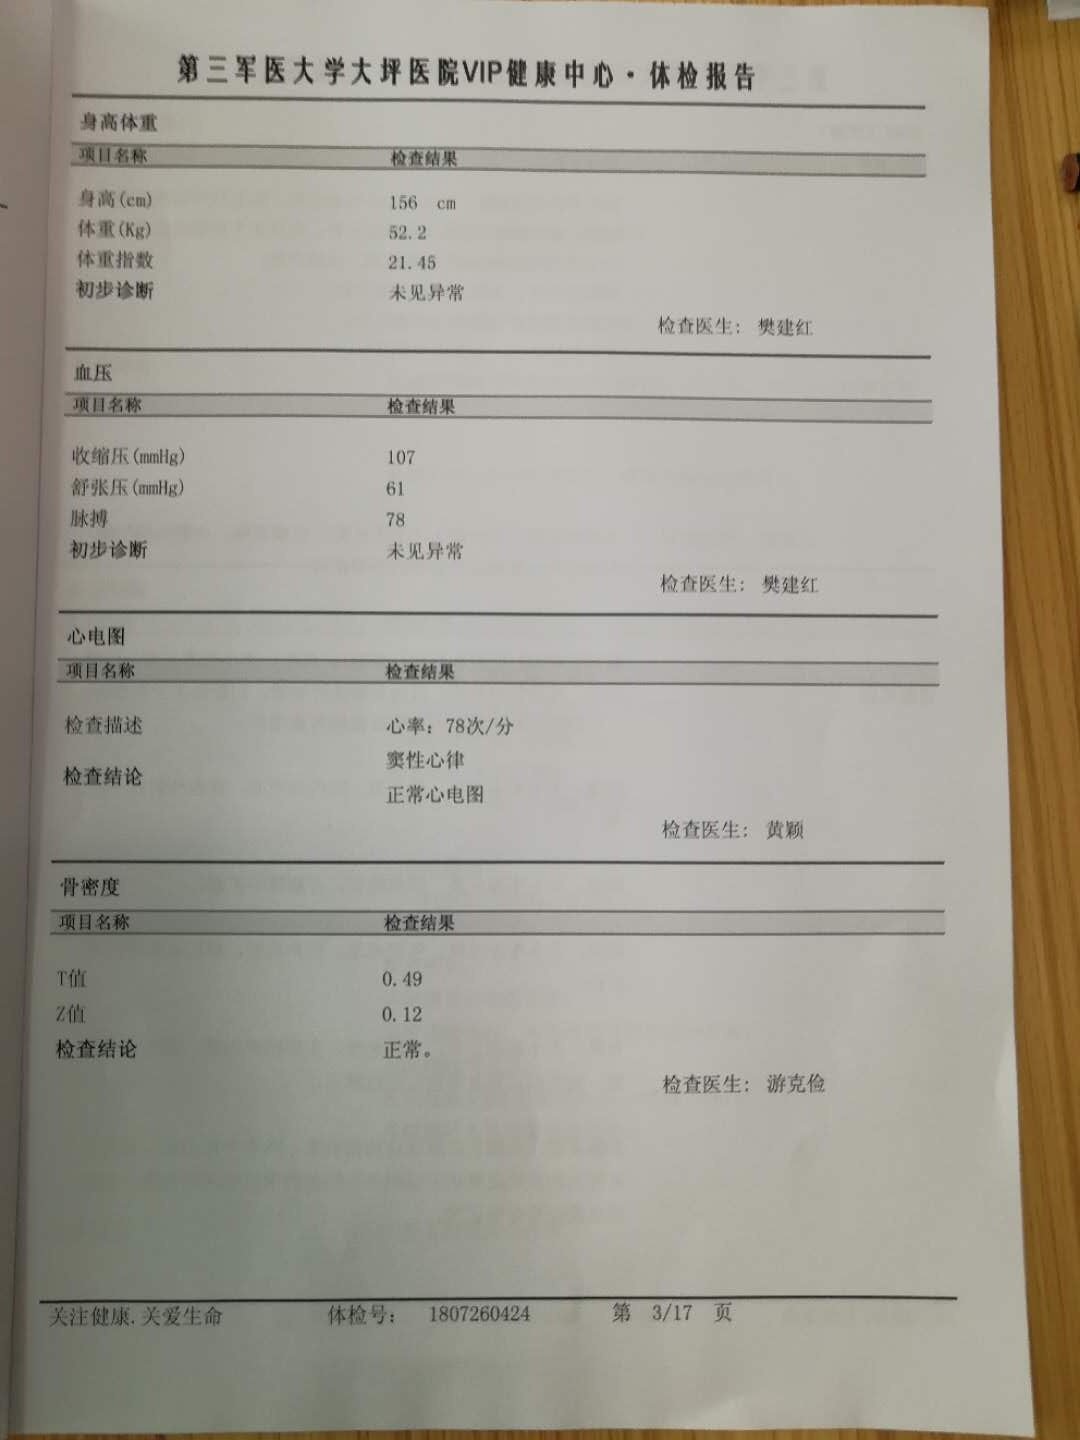 第三军医大学大坪医院VIP健康中心·体检报告
身高体重
项目名称 检查结果
身高(cm) 156 cm
体重(Kg) 52.2
体重指数 21.45
初步诊断 未见异常
检查医生: 樊建红
血压
项目名称 检查结果
收缩压(mmHg) 107
舒张压(mmHg) 61
脉搏 78
初步诊断 未见异常
检查医生: 樊建红
心电图
项目名称 检查结果
检查描述 心率: 78次/分
检查结论 窦性心律
正常心电图
检查医生: 黄颖
骨密度
项目名称 检查结果
T值 0.49
Z值 0.12
检查结论 正常。
检查医生: 游克俭
关注健康.关爱生命 体检号: 1807260424 第 3/17 页